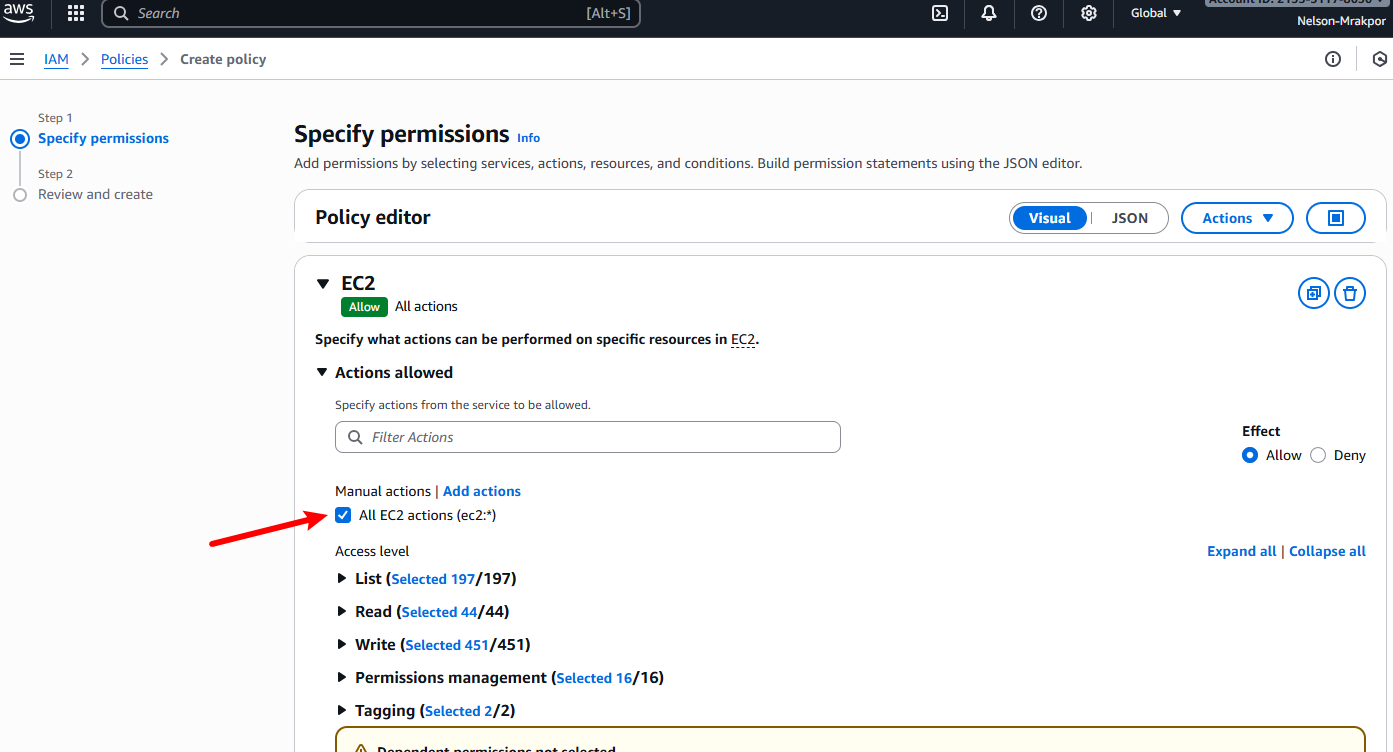 aws
Search
[Alt+S]
Global
Nelson-Mrakpor
IAM > Policies > Create policy
Step 1
Specify permissions
Step 2
Review and create
Specify permissions Info
Add permissions by selecting services, actions, resources, and conditions. Build permission statements using the JSON editor.
Policy editor
Visual | JSON
Actions
EC2
Allow All actions
Specify what actions can be performed on specific resources in EC2.
Actions allowed
Specify actions from the service to be allowed.
Filter Actions
Effect
Allow Deny
Manual actions | Add actions
All EC2 actions (ec2:*)
Access level
Expand all | Collapse all
List (Selected 197/197)
Read (Selected 44/44)
Write (Selected 451/451)
Permissions management (Selected 16/16)
Tagging (Selected 2/2)
Dependent permissions not selected